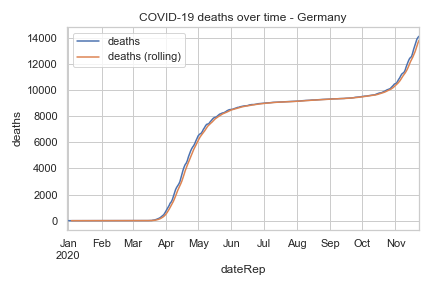 COVID-19 deaths over time - Germany
deaths
deaths (rolling)
14000
12000
10000
8000
6000
4000
2000
0
deaths
Jan Feb Mar Apr May Jun Jul Aug Sep Oct Nov
2020
dateRep